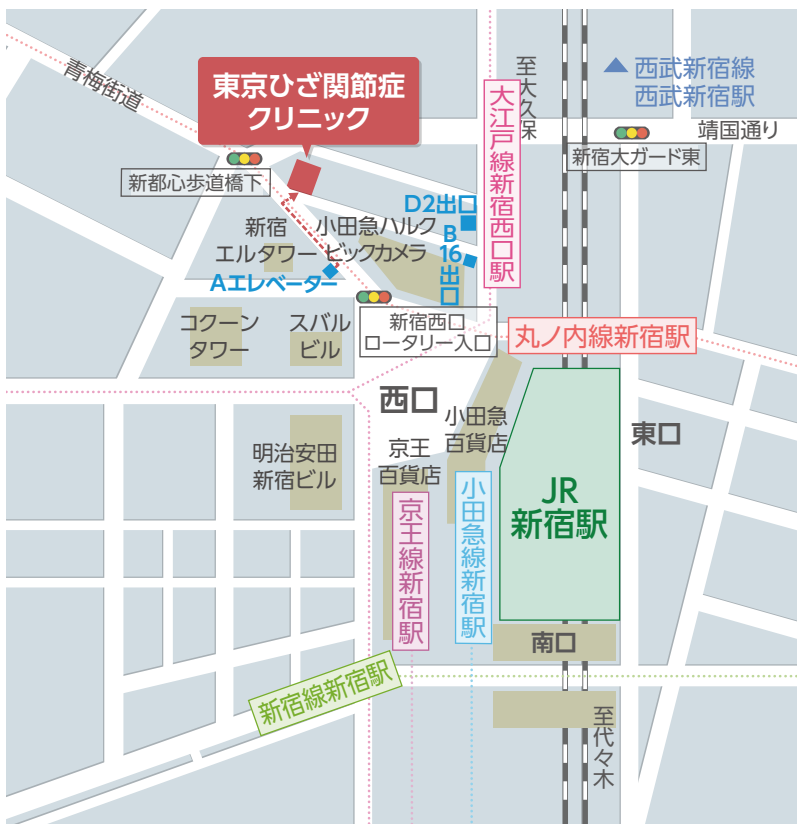 青梅街道
東京ひざ関節症
クリニック
至大久保
西武新宿線
西武新宿駅
大江戸線新宿西口駅
靖国通り
新宿大ガード東
新都心歩道橋下
D2出口
B
16
出口
新宿
エルタワー
小田急ハルク
ビックカメラ
Aエレベーター
コクーン
タワー
スバル
ビル
新宿西口
ロータリー入口
丸ノ内線新宿駅
西口
小田急
百貨店
東口
明治安田
新宿ビル
京王
百貨店
JR
新宿駅
京王線新宿駅
小田急線新宿駅
南口
新宿線新宿駅
至代々木